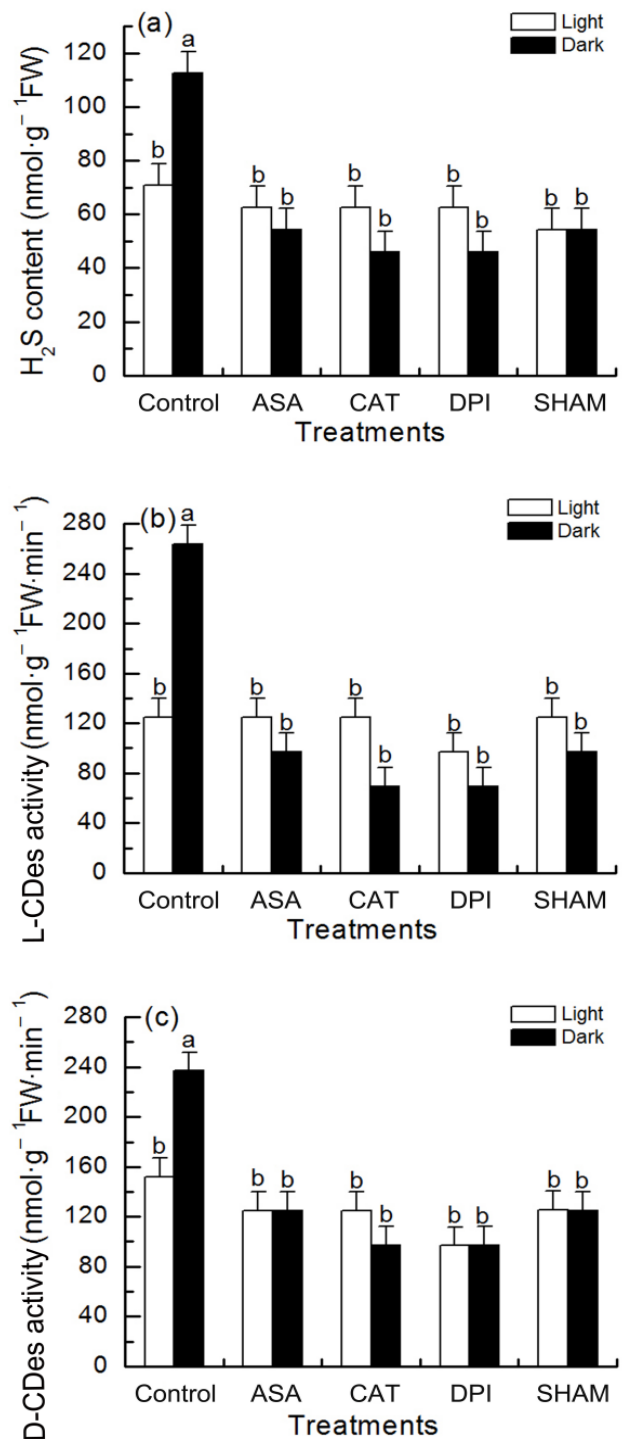 (a)
Light
Dark
H₂S content (nmol·g⁻¹FW)
120
100
80
60
40
20
0
b a b b b b b b b b
Control ASA CAT DPI SHAM
Treatments
(b)
Light
Dark
L-CDes activity (nmol·g⁻¹FW·min⁻¹)
280
240
200
160
120
80
40
0
b a b b b b b b b b
Control ASA CAT DPI SHAM
Treatments
(c)
Light
Dark
D-CDes activity (nmol·g⁻¹FW·min⁻¹)
280
240
200
160
120
80
40
0
b a b b b b b b b b
Control ASA CAT DPI SHAM
Treatments